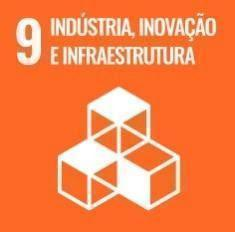 9 INDÚSTRIA, INOVAÇÃO
E INFRAESTRUTURA